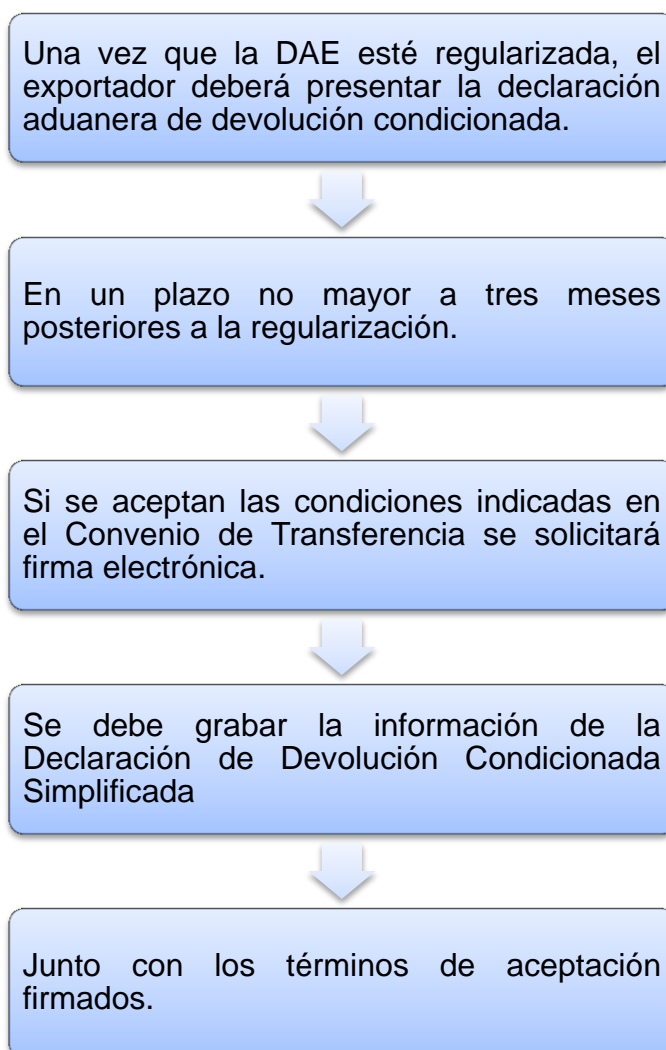 Una vez que la DAE esté regularizada, el
exportador deberá presentar la declaración
aduanera de devolución condicionada.
En un plazo no mayor a tres meses
posteriores a la regularización.
Si se aceptan las condiciones indicadas en
el Convenio de Transferencia se solicitará
firma electrónica.
Se debe grabar la información de la
Declaración de Devolución Condicionada
Simplificada
Junto con los términos de aceptación
firmados.